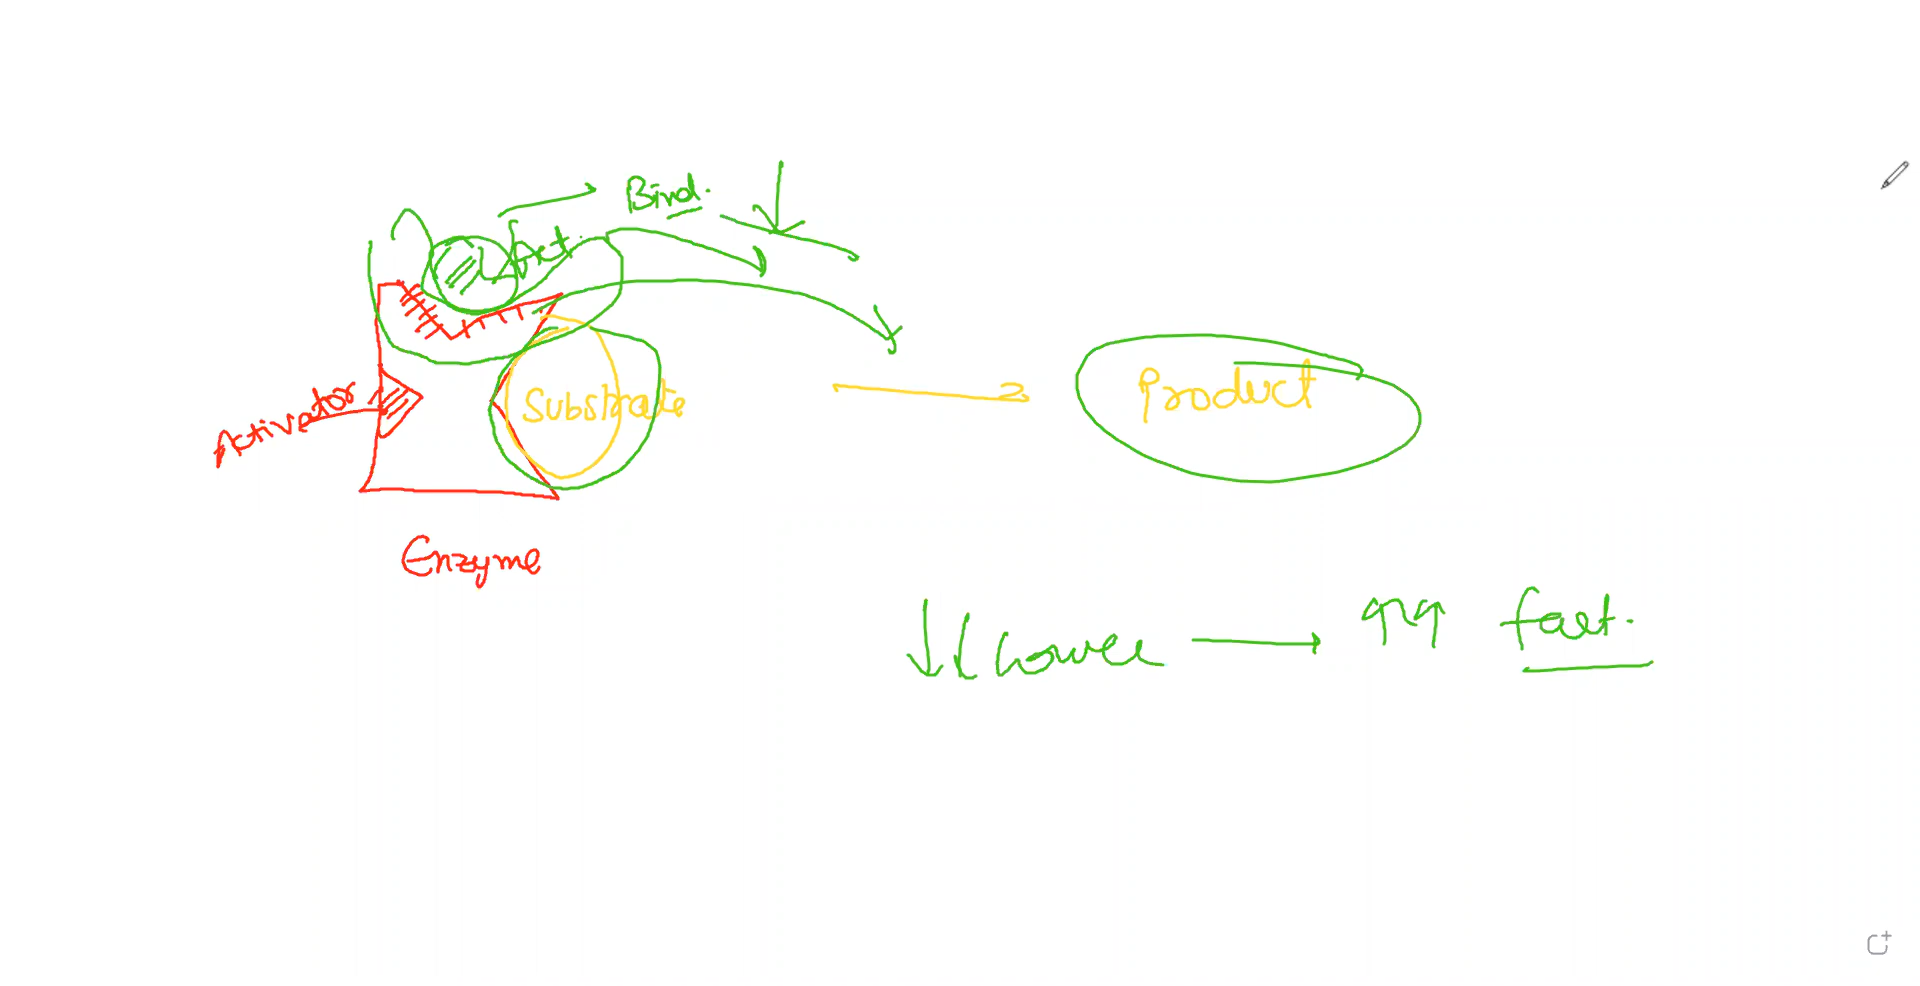 Bind.
Act.
Activator
Substrate
Product
Enzyme
Lower
fast.